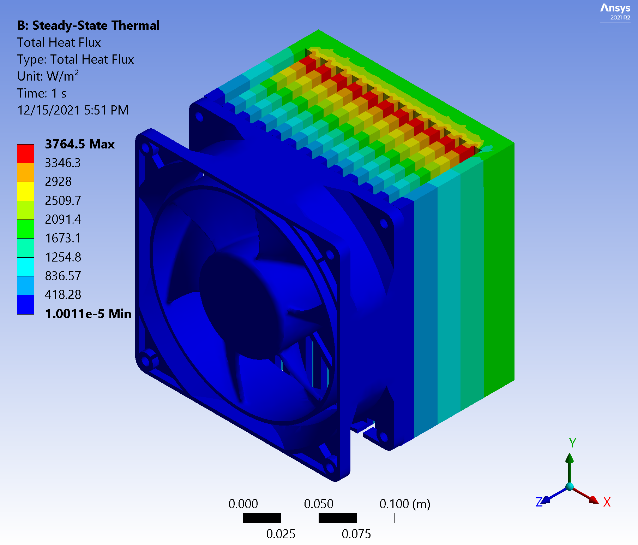 B: Steady-State Thermal
Total Heat Flux
Type: Total Heat Flux
Unit: W/m²
Time: 1 s
12/15/2021 5:51 PM
Ansys
2021 R2
3764.5 Max
3346.3
2928
2509.7
2091.4
1673.1
1254.8
836.57
418.28
1.0011e-5 Min
0.000 0.050 0.100 (m)
0.025 0.075
Y
Z X